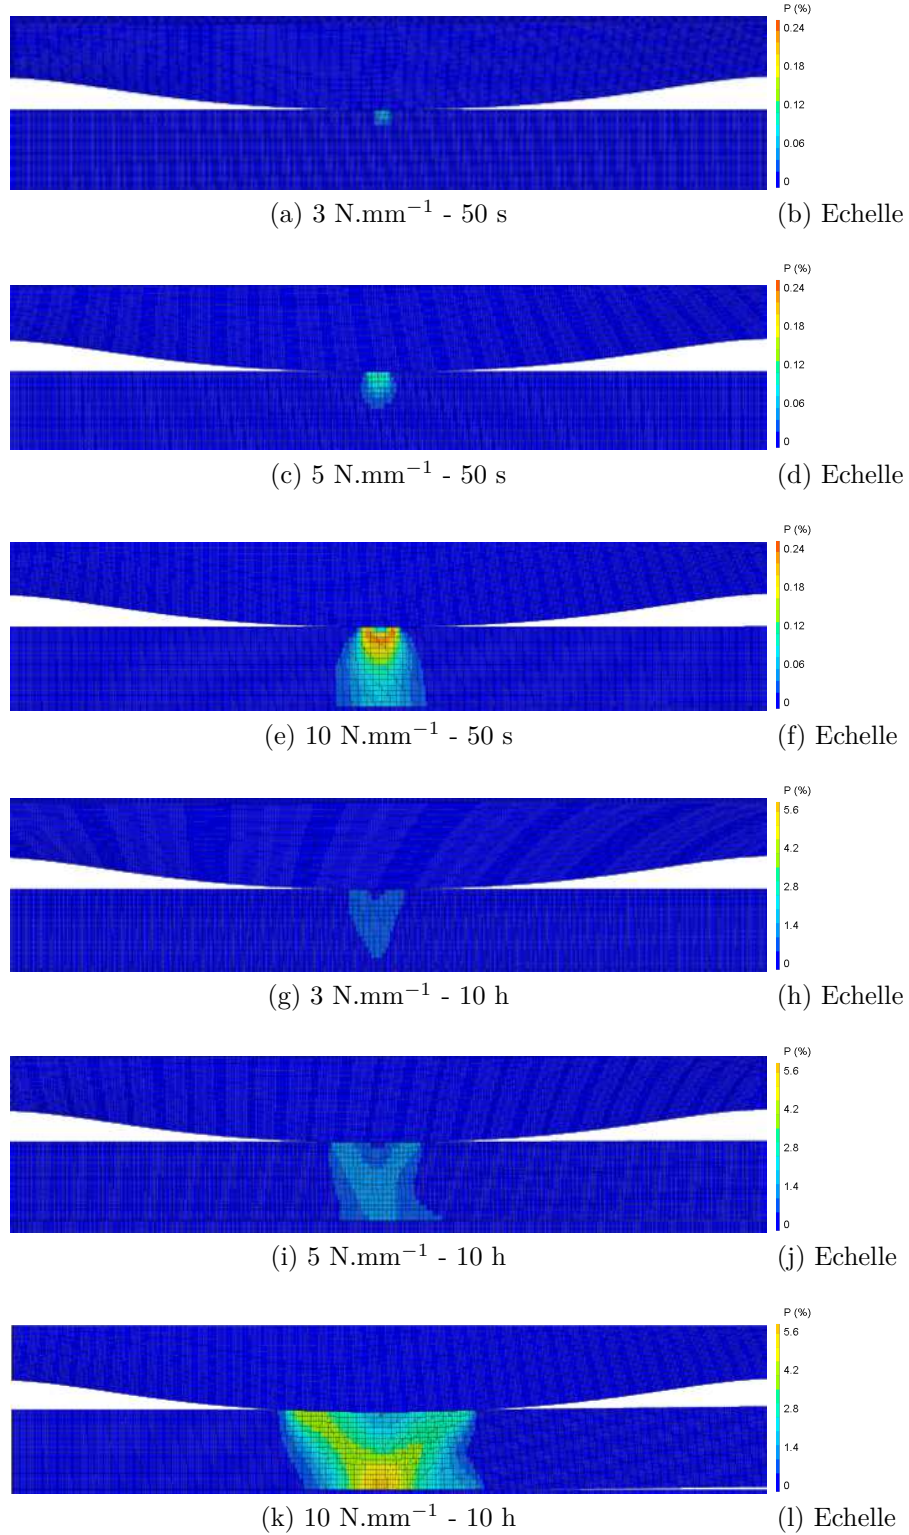 P (%)
0.24
0.18
0.12
0.06
0
(a) 3 N.mm⁻¹ - 50 s
(b) Echelle
P (%)
0.24
0.18
0.12
0.06
0
(c) 5 N.mm⁻¹ - 50 s
(d) Echelle
P (%)
0.24
0.18
0.12
0.06
0
(e) 10 N.mm⁻¹ - 50 s
(f) Echelle
P (%)
5.6
4.2
2.8
1.4
0
(g) 3 N.mm⁻¹ - 10 h
(h) Echelle
P (%)
5.6
4.2
2.8
1.4
0
(i) 5 N.mm⁻¹ - 10 h
(j) Echelle
P (%)
5.6
4.2
2.8
1.4
0
(k) 10 N.mm⁻¹ - 10 h
(l) Echelle